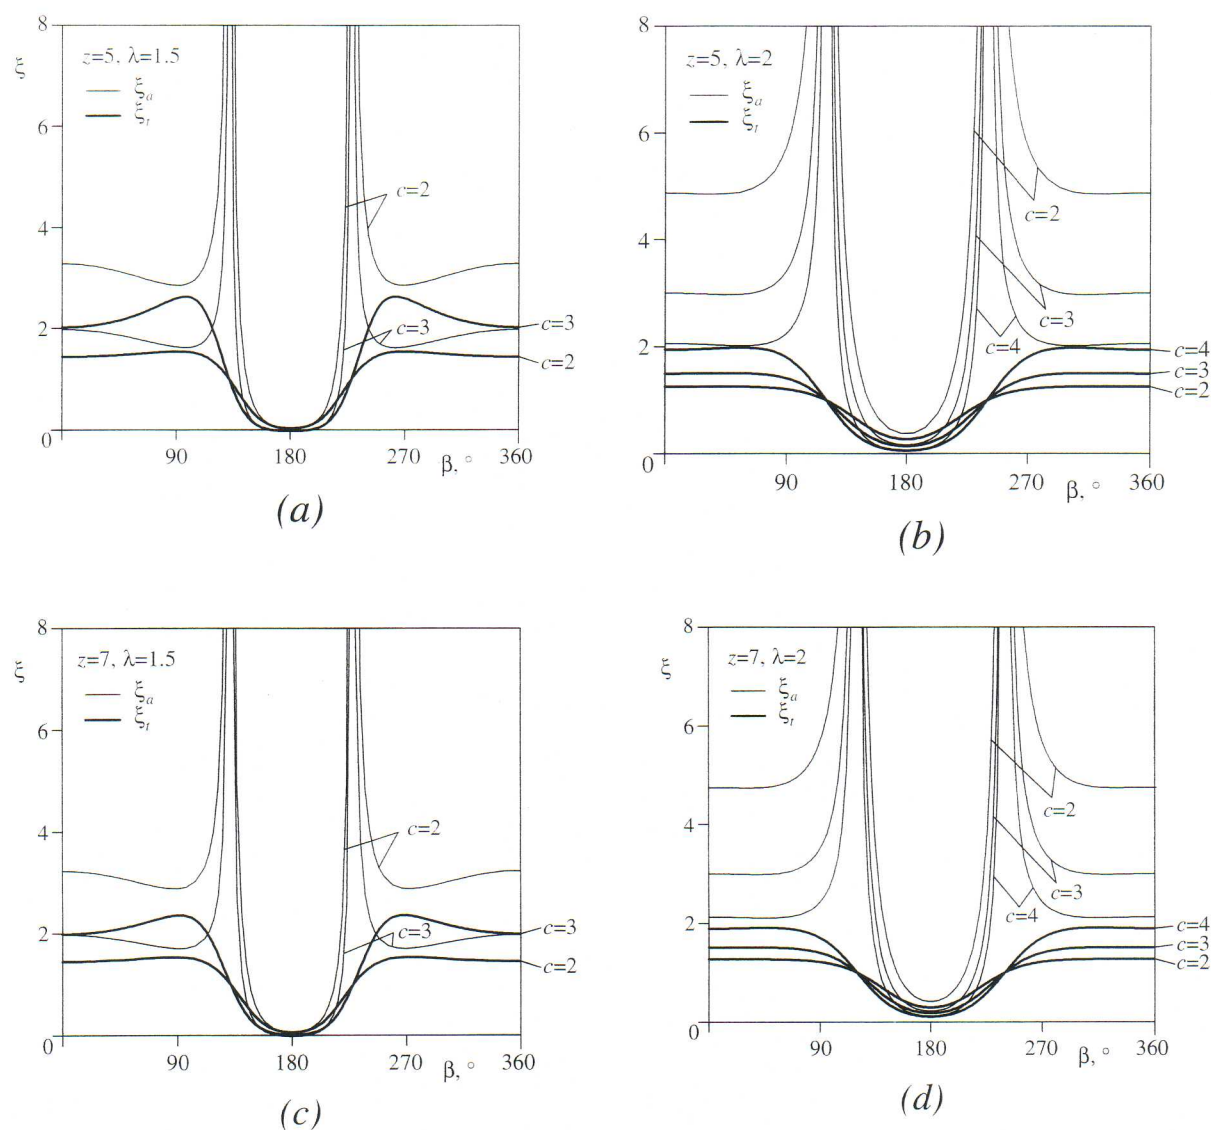 8
6
4
2
0
ξ
z=5, λ=1.5
ξa
ξt
c=2
c=3
c=3
c=2
90
180
270
360
β, °
(a)
8
6
4
2
0
ξ
z=5, λ=2
ξa
ξt
c=2
c=3
c=4
c=4
c=3
c=2
90
180
270
360
β, °
(b)
8
6
4
2
0
ξ
z=7, λ=1.5
ξa
ξt
c=2
c=3
c=3
c=2
90
180
270
360
β, °
(c)
8
6
4
2
0
ξ
z=7, λ=2
ξa
ξt
c=2
c=3
c=4
c=4
c=3
c=2
90
180
270
360
β, °
(d)